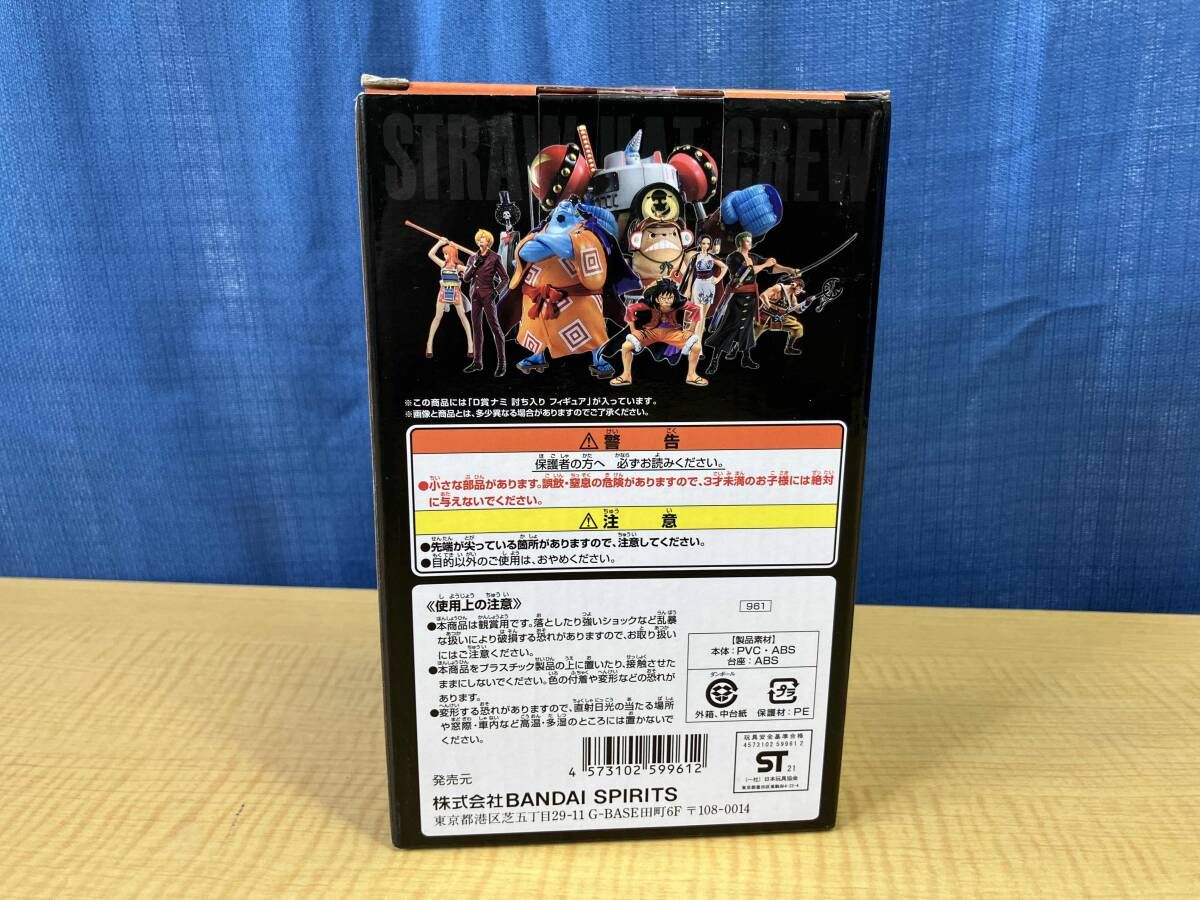 STRAW HAT CREW
※この商品には「D賞ナミ 討ち入り フィギュア」が入っています。
※画像と商品とは、多少異なる場合がありますのでご了承ください。
⚠警告
保護者の方へ 必ずお読みください。
●小さな部品があります。誤飲・窒息の危険がありますので、3才未満のお子様には絶対
に与えないでください。
⚠注意
●先端が尖っている箇所がありますので、注意してください。
●目的以外のご使用は、おやめください。
《使用上の注意》
●本商品は観賞用です。落としたり強いショックなど乱暴
な扱いにより破損する恐れがありますので、お取り扱い
にはご注意ください。
●本商品をプラスチック製品の上に置いたり、接触させた
ままにしないでください。色の付着や変形などの恐れが
あります。
●変形する恐れがありますので、直射日光の当たる場所
や窓際・車内など高温・多湿のところには置かないで
ください。
961
【製品素材】
本体:PVC・ABS
台座:ABS
ダンボール
プラ
外箱、中台紙
保護材:PE
4 573102 599612
玩具安全基準合格
4573102 59961 2
ST 21
(一社)日本玩具協会
発売元
株式会社BANDAI SPIRITS
東京都港区芝五丁目29-11 G-BASE田町6F 〒108-0014